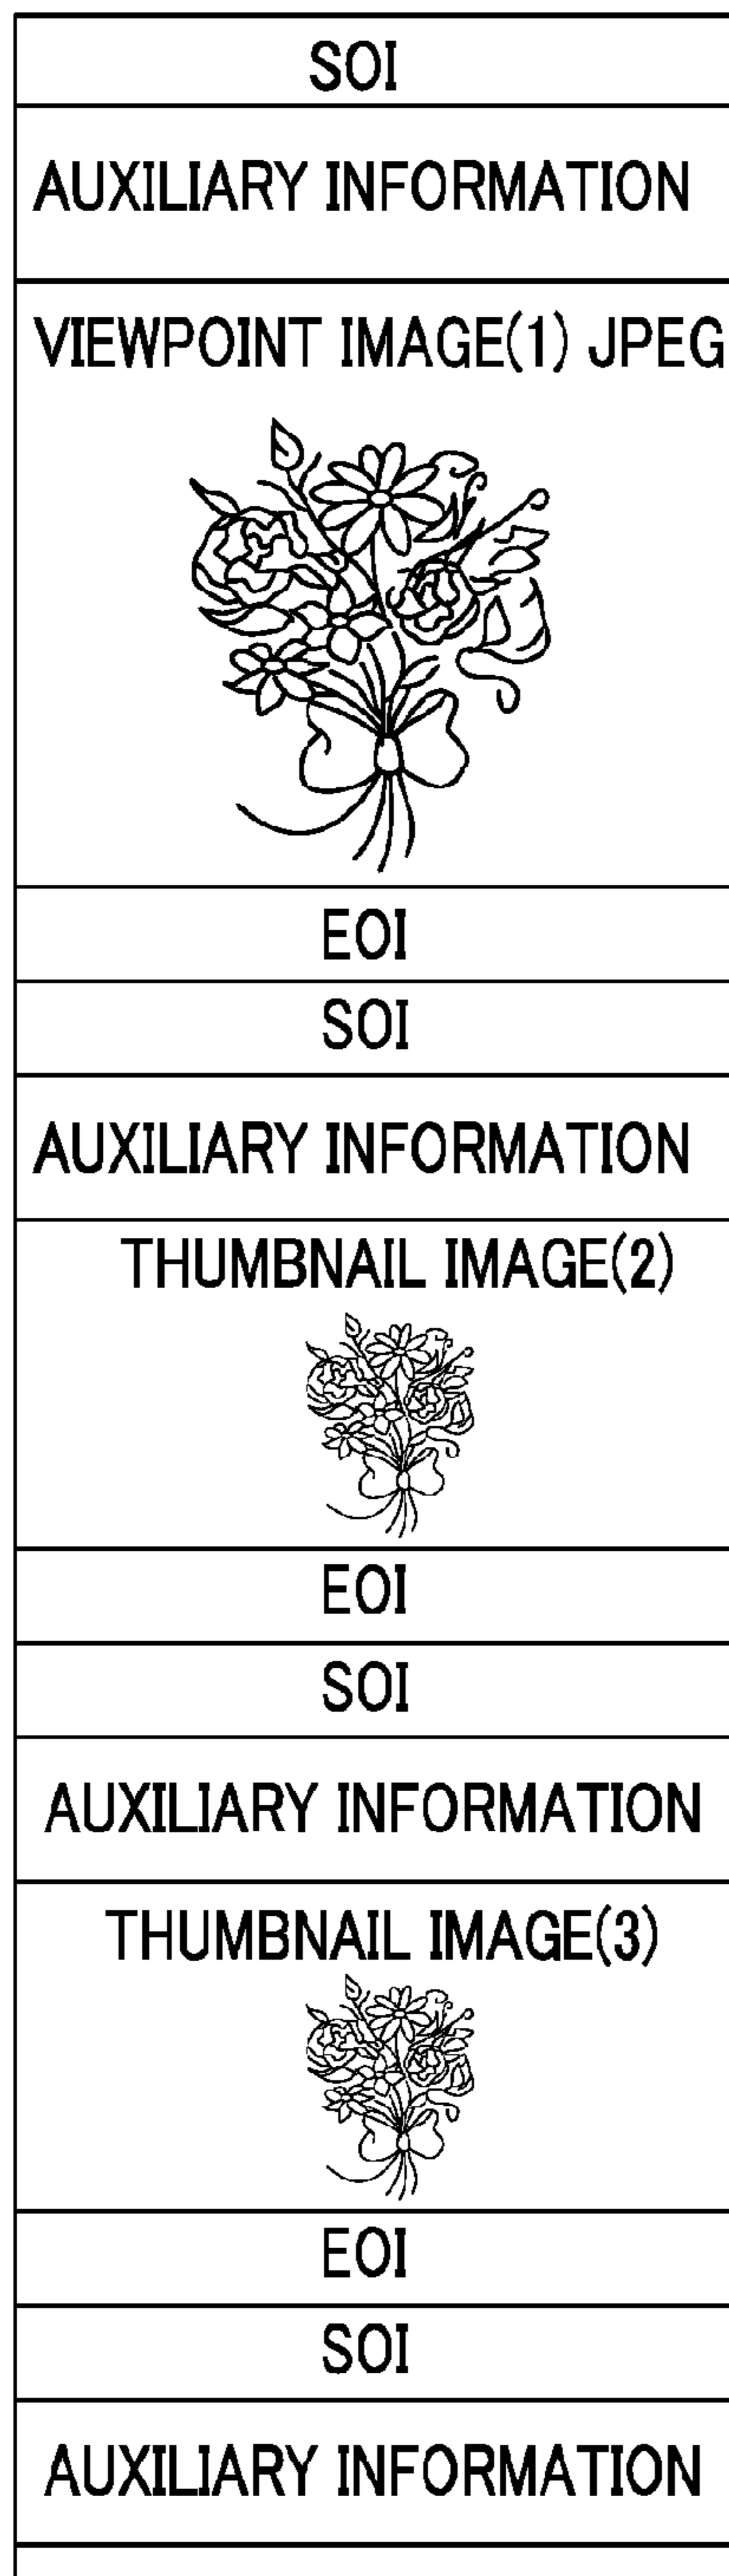 SOI
AUXILIARY INFORMATION
VIEWPOINT IMAGE(1) JPEG
EOI
SOI
AUXILIARY INFORMATION
THUMBNAIL IMAGE(2)
EOI
SOI
AUXILIARY INFORMATION
THUMBNAIL IMAGE(3)
EOI
SOI
AUXILIARY INFORMATION